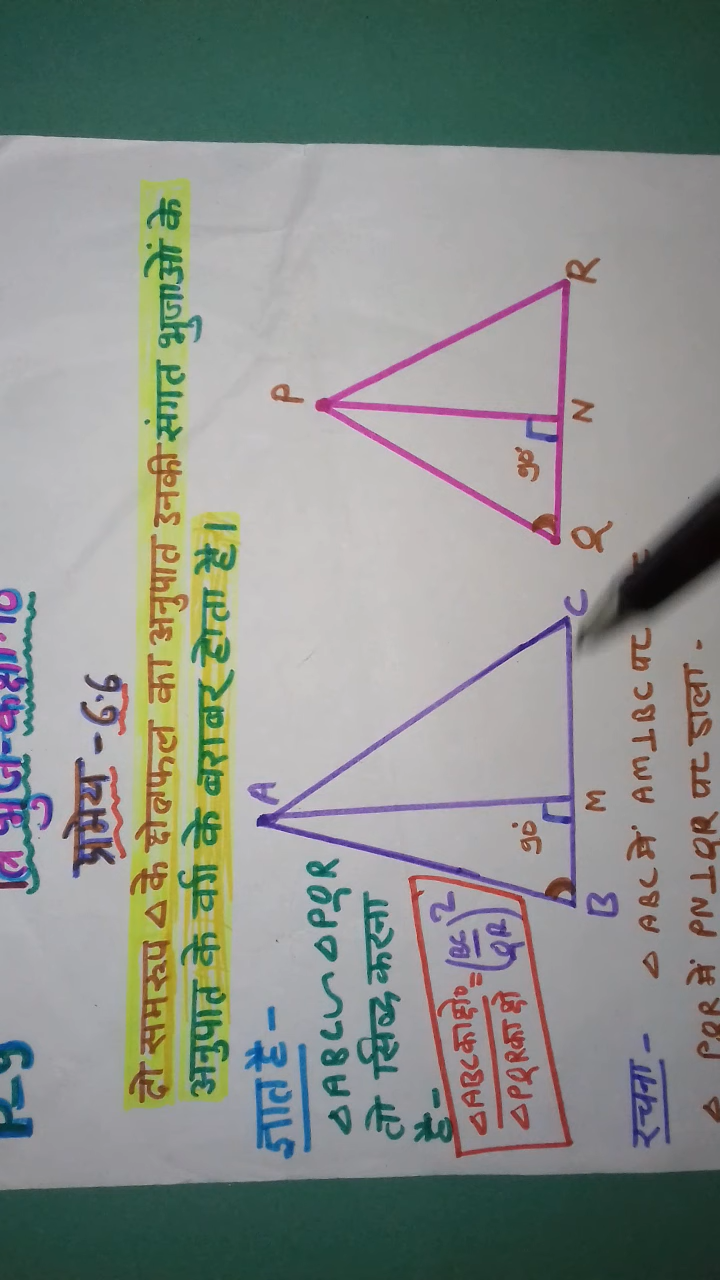 त्रिभुज-कक्षा-10
प्रमेय - 6.6
दो समरूप △ के क्षेत्रफल का अनुपात उनकी संगत भुजाओं के
अनुपात के वर्ग के बराबर होता है।
ज्ञात है -
△ABC ∽ △PQR
तो सिद्ध करना
है -
△ABC का क्षे० / △PQR का क्षे = (BC/QR)²
A
B
M
C
90°
P
Q
N
R
90°
रचना -
△ ABC में AM⊥BC पर
△ PQR में PN⊥QR पर डाला -